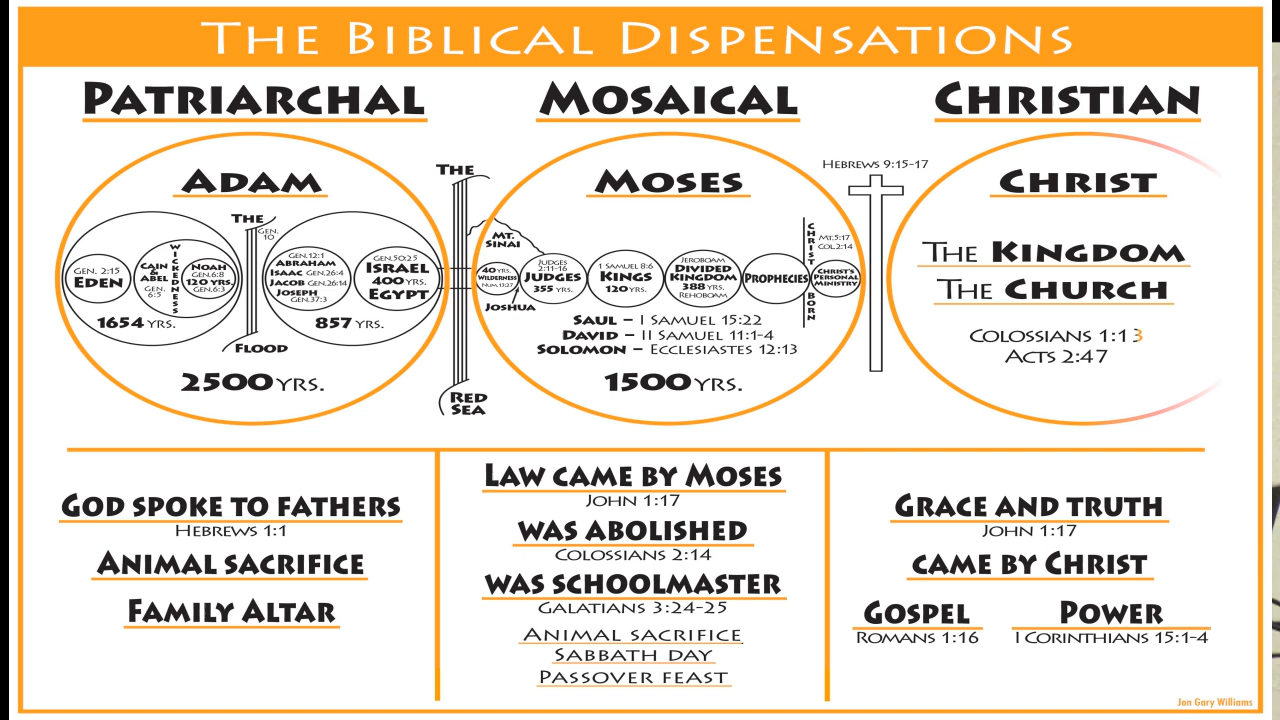 The Biblical Dispensations
Patriarchal
Adam
Gen. 2:15
Eden
Cain
&
Abel
Gen.
6:5
Wickedness
Noah
Gen.6:8
120 yrs.
Gen.6:3
1654 yrs.
The
Flood
Gen.
10
Gen.12:1
Abraham
Isaac Gen.26:4
Jacob Gen.26:14
Joseph
Gen.37:3
Gen.50:25
Israel
400 yrs.
Egypt
857 yrs.
2500 yrs.
The
Red
Sea
Mosaical
Moses
Mt.
Sinai
40 yrs.
Wilderness
Num.13:27
Joshua
Judges
2:11-16
Judges
355 yrs.
1 Samuel 8:6
Kings
120 yrs.
Jeroboam
Divided
Kingdom
388 yrs.
Rehoboam
Prophecies
Christ Born
Mt.5:17
Col.2:14
Christ's
Personal
Ministry
Saul – I Samuel 15:22
David – II Samuel 11:1-4
Solomon – Ecclesiastes 12:13
1500 yrs.
Hebrews 9:15-17
Christian
Christ
The Kingdom
The Church
Colossians 1:13
Acts 2:47
God spoke to fathers
Hebrews 1:1
Animal sacrifice
Family Altar
Law came by Moses
John 1:17
was abolished
Colossians 2:14
was schoolmaster
Galatians 3:24-25
Animal sacrifice
Sabbath day
Passover feast
Grace and truth
John 1:17
came by Christ
Gospel
Romans 1:16
Power
I Corinthians 15:1-4
Jon Gary Williams